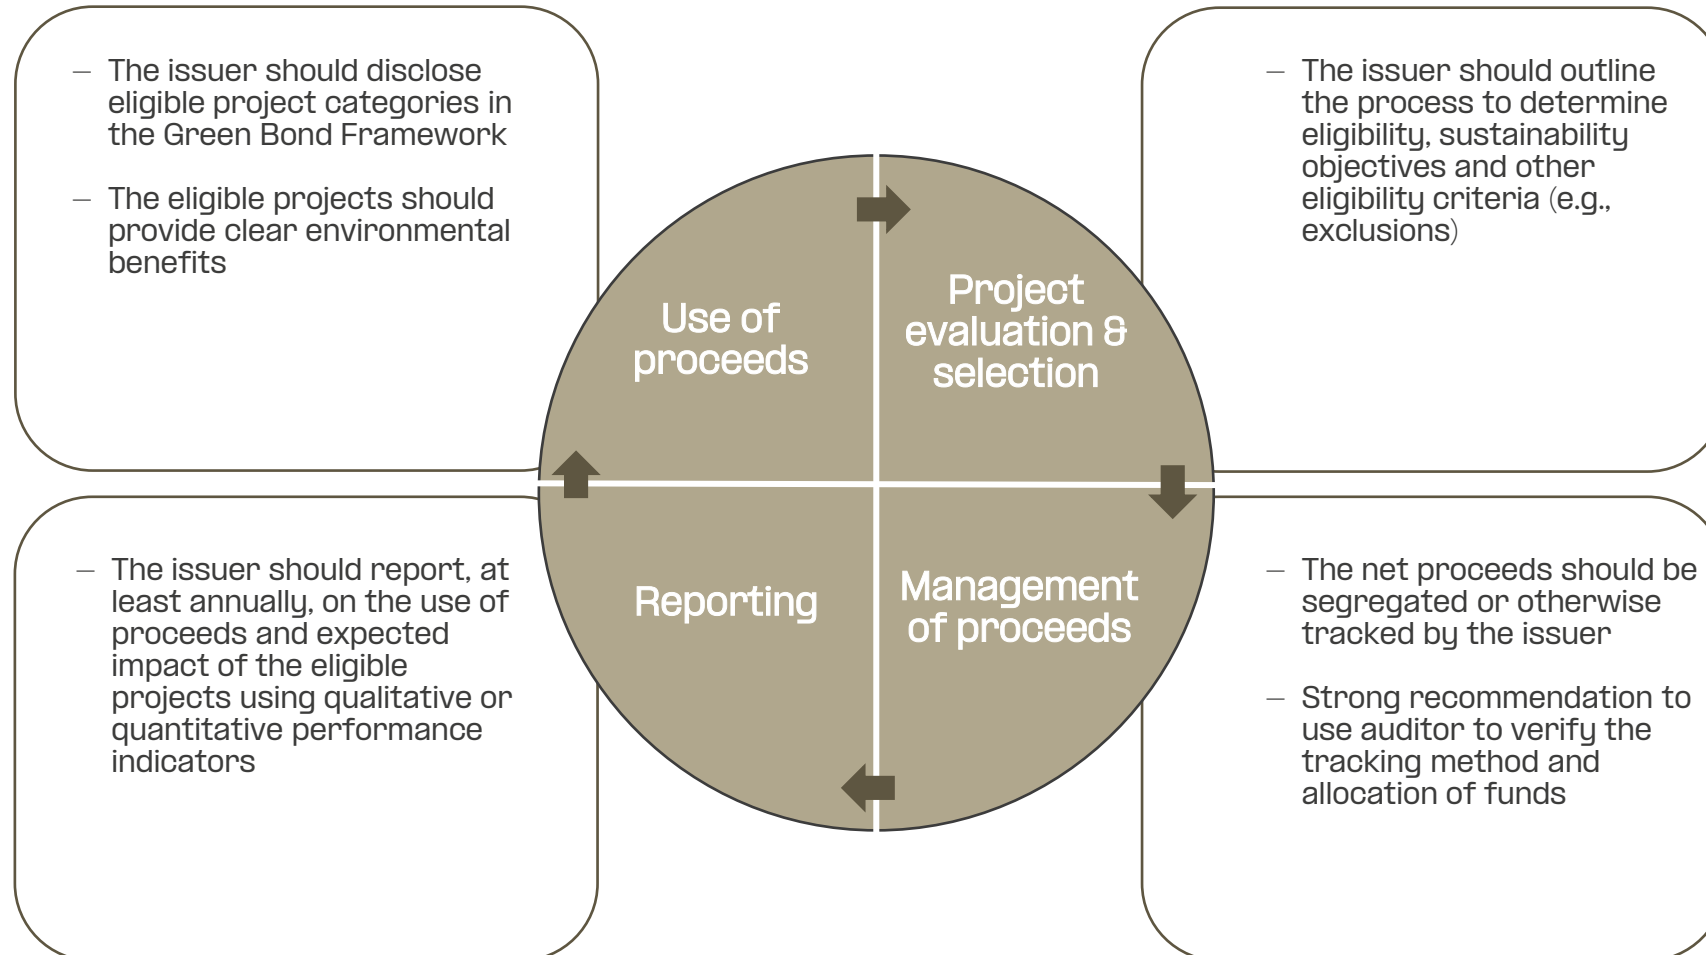 — The issuer should disclose
eligible project categories in
the Green Bond Framework
— The eligible projects should
provide clear environmental
benefits
— The issuer should outline
the process to determine
eligibility, sustainability
objectives and other
eligibility criteria (e.g.,
exclusions)
Use of
proceeds
Project
evaluation &
selection
Reporting
Management
of proceeds
— The issuer should report, at
least annually, on the use of
proceeds and expected
impact of the eligible
projects using qualitative or
quantitative performance
indicators
— The net proceeds should be
segregated or otherwise
tracked by the issuer
— Strong recommendation to
use auditor to verify the
tracking method and
allocation of funds